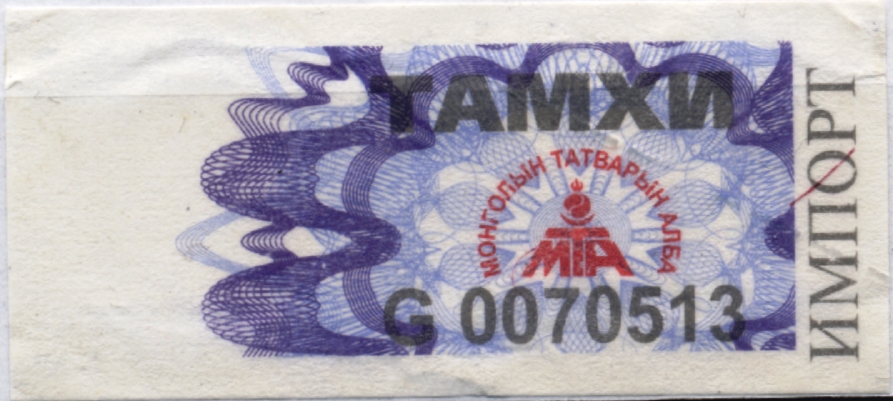 ТАМХИ
МОНГОЛЫН ТАТВАРЫН АЛБА
МТА
G 0070513
ИМПОРТ